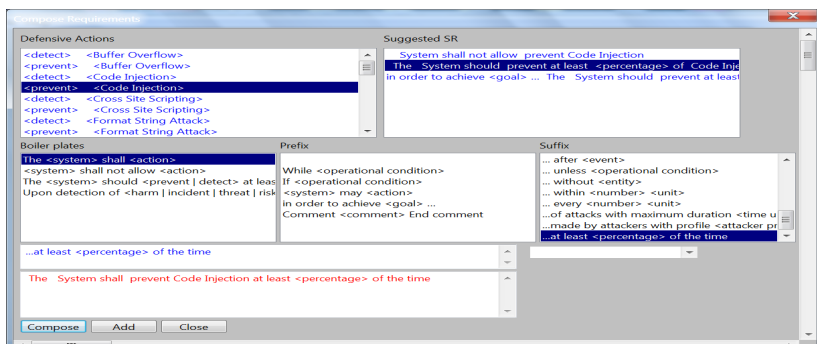 Compose Requirements
Defensive Actions
<detect> <Buffer Overflow>
<prevent> <Buffer Overflow>
<detect> <Code Injection>
<prevent> <Code Injection>
<detect> <Cross Site Scripting>
<prevent> <Cross Site Scripting>
<detect> <Format String Attack>
<prevent> <Format String Attack>
Suggested SR
System shall not allow prevent Code Injection
The System should prevent at least <percentage> of Code Inje
in order to achieve <goal> ... The System should prevent at least
Boiler plates
The <system> shall <action>
<system> shall not allow <action>
The <system> should <prevent | detect> at leas
Upon detection of <harm | incident | threat | risk
Prefix
While <operational condition>
If <operational condition>
<system> may <action>
in order to achieve <goal> ...
Comment <comment> End comment
Suffix
... after <event>
... unless <operational condition>
... without <entity>
... within <number> <unit>
... every <number> <unit>
...of attacks with maximum duration <time u
...made by attackers with profile <attacker pr
...at least <percentage> of the time
...at least <percentage> of the time
The System shall prevent Code Injection at least <percentage> of the time
Compose Add Close